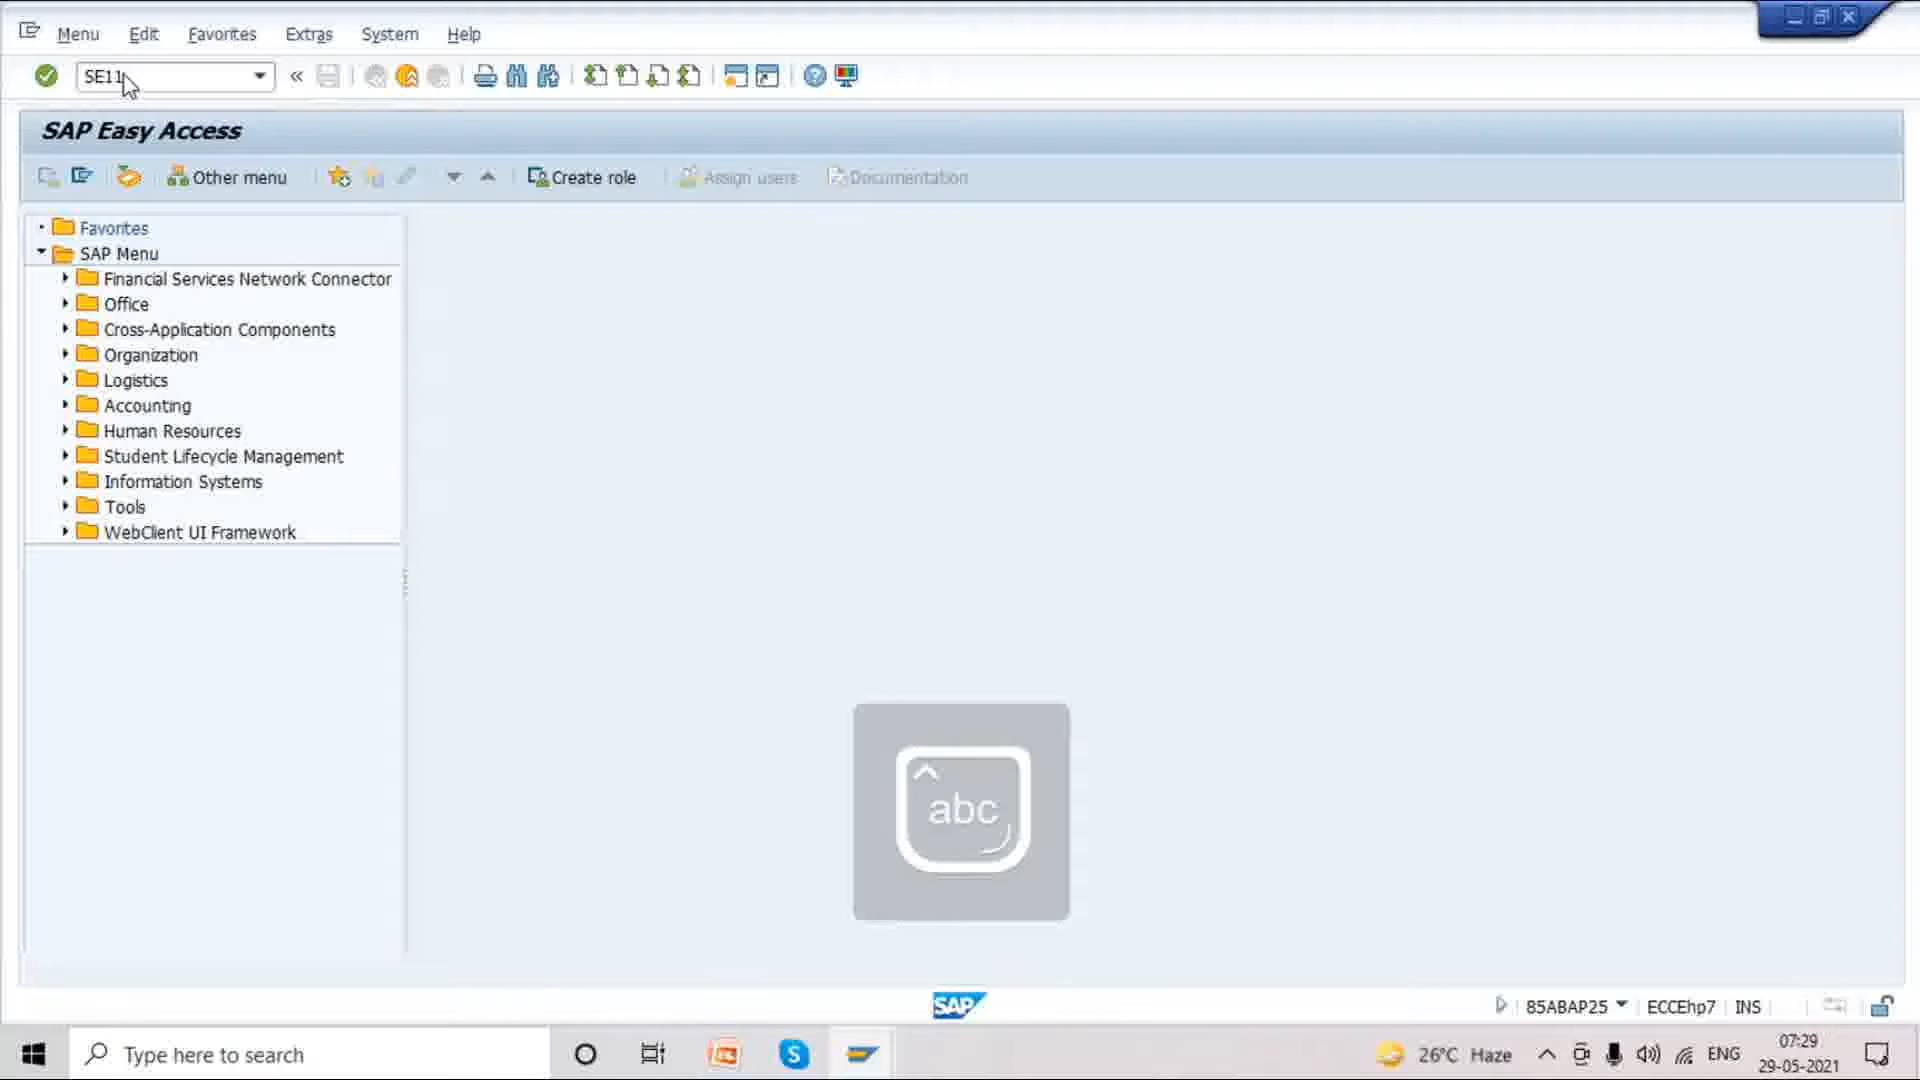 Menu Edit Favorites Extras System Help
SE11
SAP Easy Access
Other menu Create role Assign users Documentation
Favorites
SAP Menu
Financial Services Network Connector
Office
Cross-Application Components
Organization
Logistics
Accounting
Human Resources
Student Lifecycle Management
Information Systems
Tools
WebClient UI Framework
abc
SAP 85ABAP25 ECCEhp7 INS
Type here to search S 26°C Haze ENG 07:29
29-05-2021